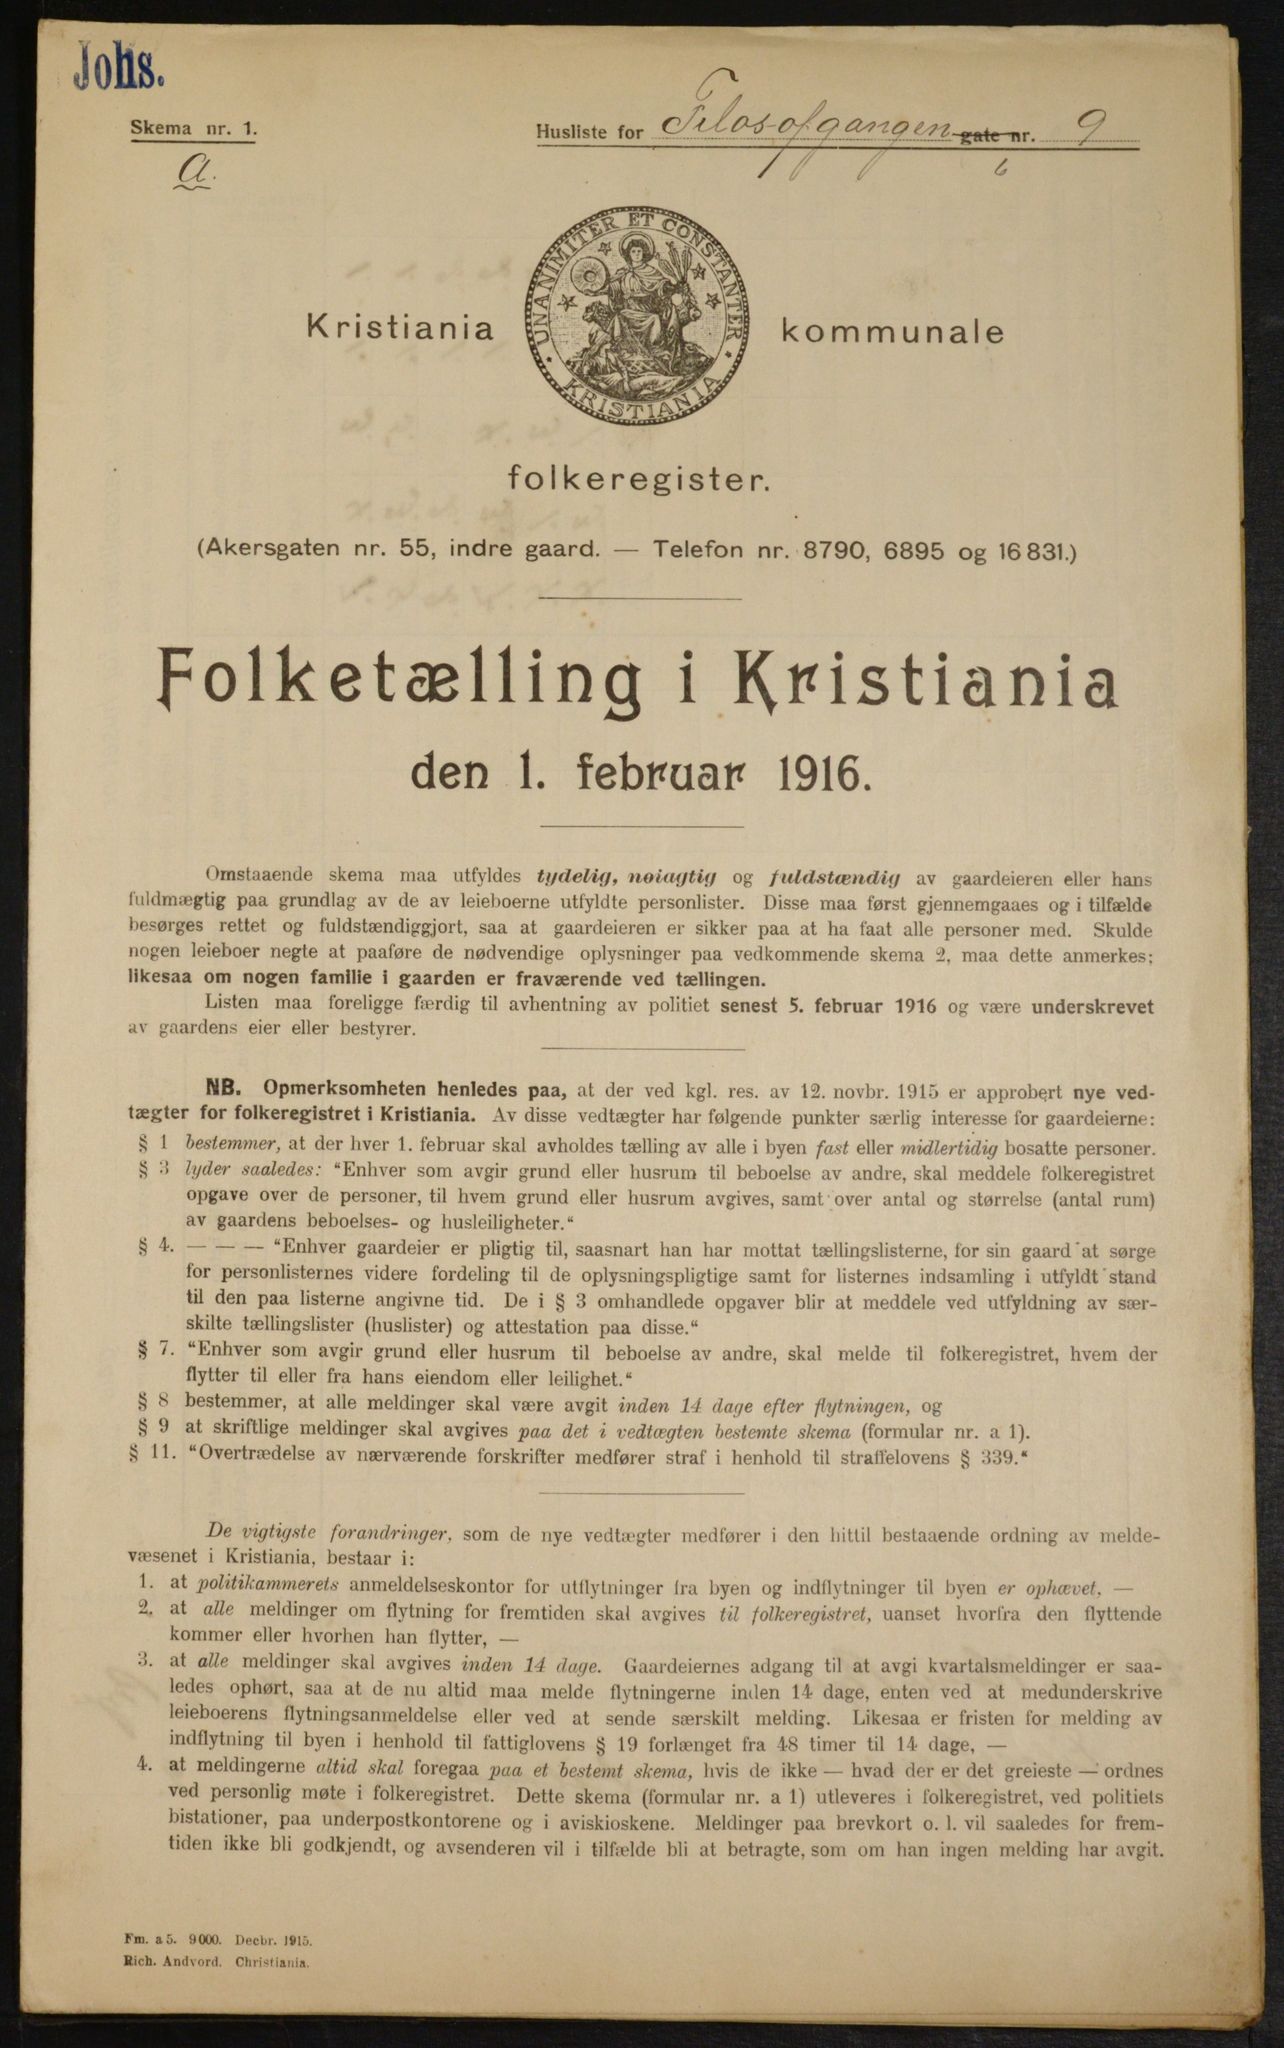 Johs.
Skema nr. 1.
a.
Husliste for Filosofgangen gate nr. 9
6
UNANIMITER ET CONSTANTER
KRISTIANIA
Kristiania kommunale
folkeregister.
(Akersgaten nr. 55, indre gaard. — Telefon nr. 8790, 6895 og 16831.)
Folketælling i Kristiania
den 1. februar 1916.
Omstaaende skema maa utfyldes tydelig, nøiagtig og fuldstændig av gaardeieren eller hans
fuldmægtig paa grundlag av de av leieboerne utfyldte personlister. Disse maa først gjennemgaaes og i tilfælde
besørges rettet og fuldstændiggjort, saa at gaardeieren er sikker paa at ha faat alle personer med. Skulde
nogen leieboer negte at paaføre de nødvendige oplysninger paa vedkommende skema 2, maa dette anmerkes;
likesaa om nogen familie i gaarden er fraværende ved tællingen.
Listen maa foreligge færdig til avhentning av politiet senest 5. februar 1916 og være underskrevet
av gaardens eier eller bestyrer.
NB. Opmerksomheten henledes paa, at der ved kgl. res. av 12. novbr. 1915 er approbert nye ved-
tægter for folkeregistret i Kristiania. Av disse vedtægter har følgende punkter særlig interesse for gaardeierne:
§ 1 bestemmer, at der hver 1. februar skal avholdes tælling av alle i byen fast eller midlertidig bosatte personer.
§ 3 lyder saaledes: “Enhver som avgir grund eller husrum til beboelse av andre, skal meddele folkeregistret
opgave over de personer, til hvem grund eller husrum avgives, samt over antal og størrelse (antal rum)
av gaardens beboelses- og husleiligheter.“
§ 4. — — — “Enhver gaardeier er pligtig til, saasnart han har mottat tællingslisterne, for sin gaard at sørge
for personlisternes videre fordeling til de oplysningspligtige samt for listernes indsamling i utfyldt stand
til den paa listerne angivne tid. De i § 3 omhandlede opgaver blir at meddele ved utfyldning av sær-
skilte tællingslister (huslister) og attestation paa disse.“
§ 7. “Enhver som avgir grund eller husrum til beboelse av andre, skal melde til folkeregistret, hvem der
flytter til eller fra hans eiendom eller leilighet.“
§ 8 bestemmer, at alle meldinger skal være avgit inden 14 dage efter flytningen, og
§ 9 at skriftlige meldinger skal avgives paa det i vedtægten bestemte skema (formular nr. a 1).
§ 11. “Overtrædelse av nærværende forskrifter medfører straf i henhold til straffelovens § 339.“
De vigtigste forandringer, som de nye vedtægter medfører i den hittil bestaaende ordning av melde-
væsenet i Kristiania, bestaar i:
1. at politikammerets anmeldelseskontor for utflytninger fra byen og indflytninger til byen er ophævet, —
2. at alle meldinger om flytning for fremtiden skal avgives til folkeregistret, uanset hvorfra den flyttende
kommer eller hvorhen han flytter, —
3. at alle meldinger skal avgives inden 14 dage. Gaardeiernes adgang til at avgi kvartalsmeldinger er saa-
ledes ophørt, saa at de nu altid maa melde flytningerne inden 14 dage, enten ved at medunderskrive
leieboerens flytningsanmeldelse eller ved at sende særskilt melding. Likesaa er fristen for melding av
indflytning til byen i henhold til fattiglovens § 19 forlænget fra 48 timer til 14 dage, —
4. at meldingerne altid skal foregaa paa et bestemt skema, hvis de ikke — hvad der er det greieste — ordnes
ved personlig møte i folkeregistret. Dette skema (formular nr. a 1) utleveres i folkeregistret, ved politiets
bistationer, paa underpostkontorene og i aviskioskene. Meldinger paa brevkort o. l. vil saaledes for frem-
tiden ikke bli godkjendt, og avsenderen vil i tilfælde bli at betragte, som om han ingen melding har avgit.
Fm. a 5. 9000. Decbr. 1915.
Rich. Andvord. Christiania.